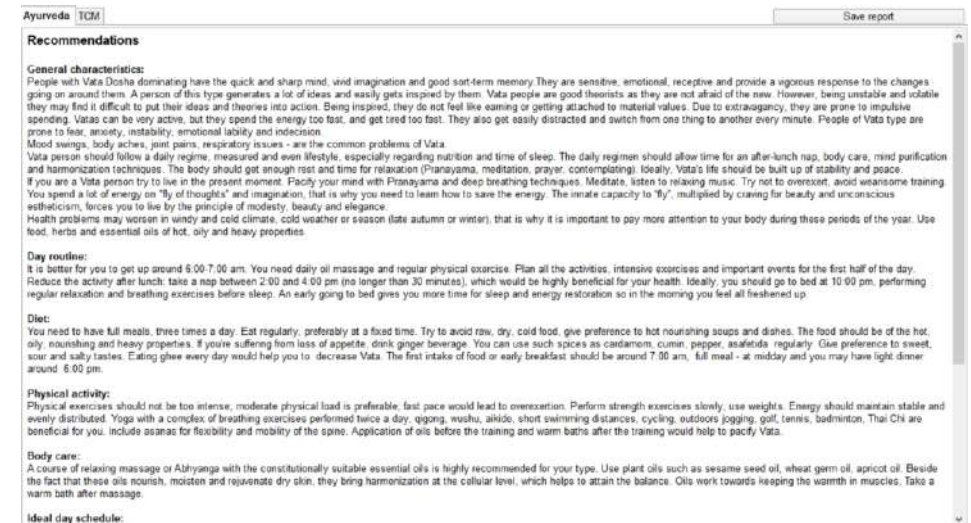 Ayurveda TCM Save report
Recommendations
General characteristics:
People with Vata Dosha dominating have the quick and sharp mind, vivid imagination and good sort-term memory.They are sensitive, emotional, receptive and provide a vigorous response to the changes
going on around them. A person of this type generates a lot of ideas and easily gets inspired by them. Vata people are good theorists as they are not afraid of the new. However, being unstable and volatile
they may find it difficult to put their ideas and theories into action. Being inspired, they do not feel like earning or getting attached to material values. Due to extravagancy, they are prone to impulsive
spending. Vatas can be very active, but they spend the energy too fast, and get tired too fast. They also get easily distracted and switch from one thing to another every minute. People of Vata type are
prone to fear, anxiety, instability, emotional lability and indecision.
Mood swings, body aches, joint pains, respiratory issues - are the common problems of Vata.
Vata person should follow a daily regime, measured and even lifestyle, especially regarding nutrition and time of sleep. The daily regimen should allow time for an after-lunch nap, body care, mind purification
and harmonization techniques. The body should get enough rest and time for relaxation (Pranayama, meditation, prayer, contemplating). Ideally, Vata's life should be built up of stability and peace.
If you are a Vata person try to live in the present moment. Pacify your mind with Pranayama and deep breathing techniques. Meditate, listen to relaxing music. Try not to overexert, avoid wearisome training.
You spend a lot of energy on "fly of thoughts" and imagination, that is why you need to learn how to save the energy. The innate capacity to "fly", multiplied by craving for beauty and unconscious
estheticism, forces you to live by the principle of modesty, beauty and elegance.
Health problems may worsen in windy and cold climate, cold weather or season (late autumn or winter), that is why it is important to pay more attention to your body during these periods of the year. Use
food, herbs and essential oils of hot, oily and heavy properties.
Day routine:
It is better for you to get up around 6:00-7:00 am. You need daily oil massage and regular physical exercise. Plan all the activities, intensive exercises and important events for the first half of the day.
Reduce the activity after lunch: take a nap between 2:00 and 4:00 pm (no longer than 30 minutes), which would be highly beneficial for your health. Ideally, you should go to bed at 10:00 pm, performing
regular relaxation and breathing exercises before sleep. An early going to bed gives you more time for sleep and energy restoration so in the morning you feel all freshened up.
Diet:
You need to have full meals, three times a day. Eat regularly, preferably at a fixed time. Try to avoid raw, dry, cold food, give preference to hot nourishing soups and dishes. The food should be of the hot,
oily, nourishing and heavy properties. If you're suffering from loss of appetite, drink ginger beverage. You can use such spices as cardamom, cumin, pepper, asafetida regularly. Give preference to sweet,
sour and salty tastes. Eating ghee every day would help you to decrease Vata. The first intake of food or early breakfast should be around 7:00 am, full meal - at midday and you may have light dinner
around 6:00 pm.
Physical activity:
Physical exercises should not be too intense, moderate physical load is preferable, fast pace would lead to overexertion. Perform strength exercises slowly, use weights. Energy should maintain stable and
evenly distributed. Yoga with a complex of breathing exercises performed twice a day, qigong, wushu, aikido, short swimming distances, cycling, outdoors jogging, golf, tennis, badminton, Thai Chi are
beneficial for you. Include asanas for flexibility and mobility of the spine. Application of oils before the training and warm baths after the training would help to pacify Vata.
Body care:
A course of relaxing massage or Abhyanga with the constitutionally suitable essential oils is highly recommended for your type. Use plant oils such as sesame seed oil, wheat germ oil, apricot oil. Beside
the fact that these oils nourish, moisten and rejuvenate dry skin, they bring harmonization at the cellular level, which helps to attain the balance. Oils work towards keeping the warmth in muscles. Take a
warm bath after massage.
Ideal day schedule: